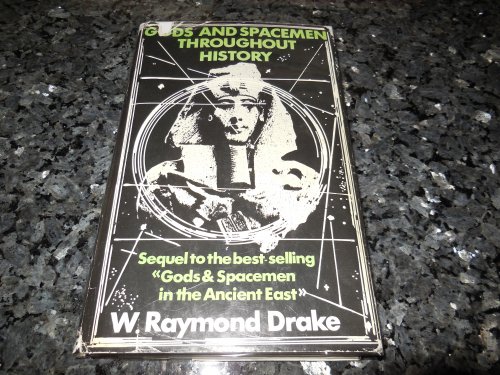 GODS AND SPACEMEN
THROUGHOUT
HISTORY
Sequel to the best-selling
«Gods & Spacemen
in the Ancient East»
W. Raymond Drake